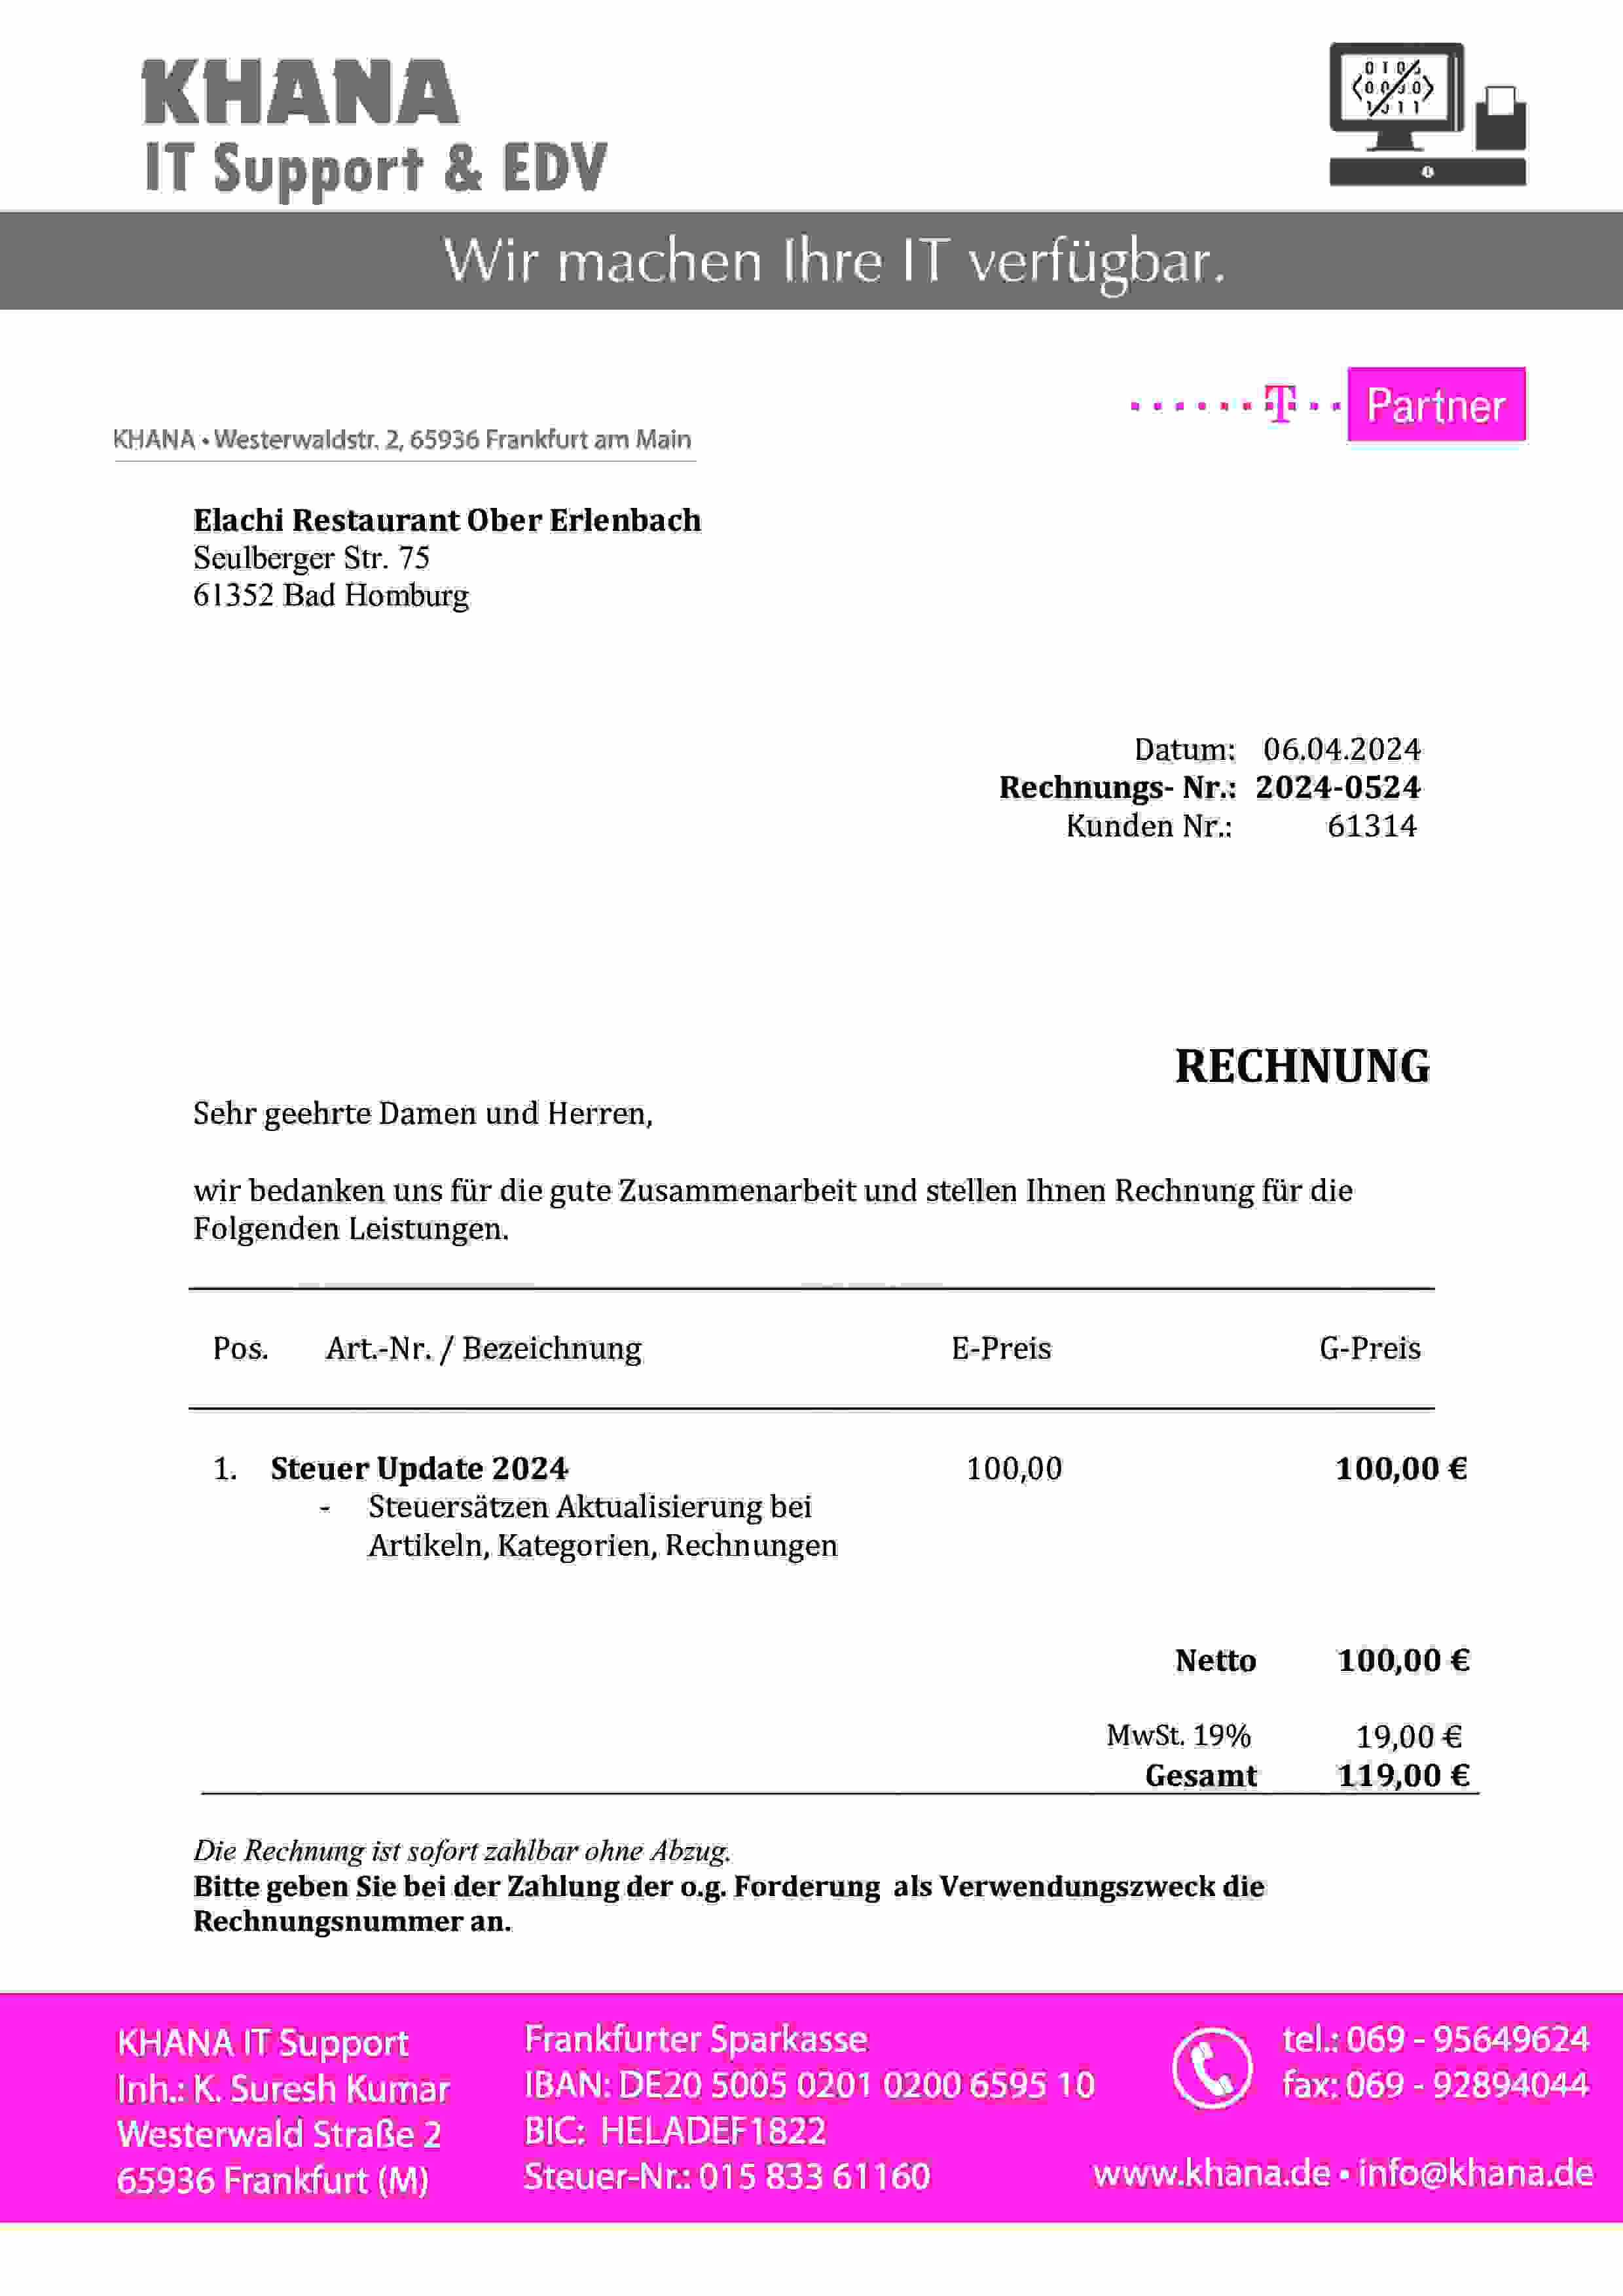 KHANA
IT Support & EDV
Wir machen Ihre IT verfügbar.
T Partner
KHANA • Westerwaldstr. 2, 65936 Frankfurt am Main
Elachi Restaurant Ober Erlenbach
Seulberger Str. 75
61352 Bad Homburg
Datum: 06.04.2024
Rechnungs- Nr.: 2024-0524
Kunden Nr.: 61314
RECHNUNG
Sehr geehrte Damen und Herren,
wir bedanken uns für die gute Zusammenarbeit und stellen Ihnen Rechnung für die
Folgenden Leistungen.
Pos. Art.-Nr. / Bezeichnung E-Preis G-Preis
1. Steuer Update 2024 100,00 100,00 €
- Steuersätzen Aktualisierung bei
Artikeln, Kategorien, Rechnungen
Netto 100,00 €
MwSt. 19% 19,00 €
Gesamt 119,00 €
Die Rechnung ist sofort zahlbar ohne Abzug.
Bitte geben Sie bei der Zahlung der o.g. Forderung als Verwendungszweck die
Rechnungsnummer an.
KHANA IT Support
Inh.: K. Suresh Kumar
Westerwald Straße 2
65936 Frankfurt (M)
Frankfurter Sparkasse
IBAN: DE20 5005 0201 0200 6595 10
BIC: HELADEF1822
Steuer-Nr.: 015 833 61160
tel.: 069 - 95649624
fax: 069 - 92894044
www.khana.de • info@khana.de